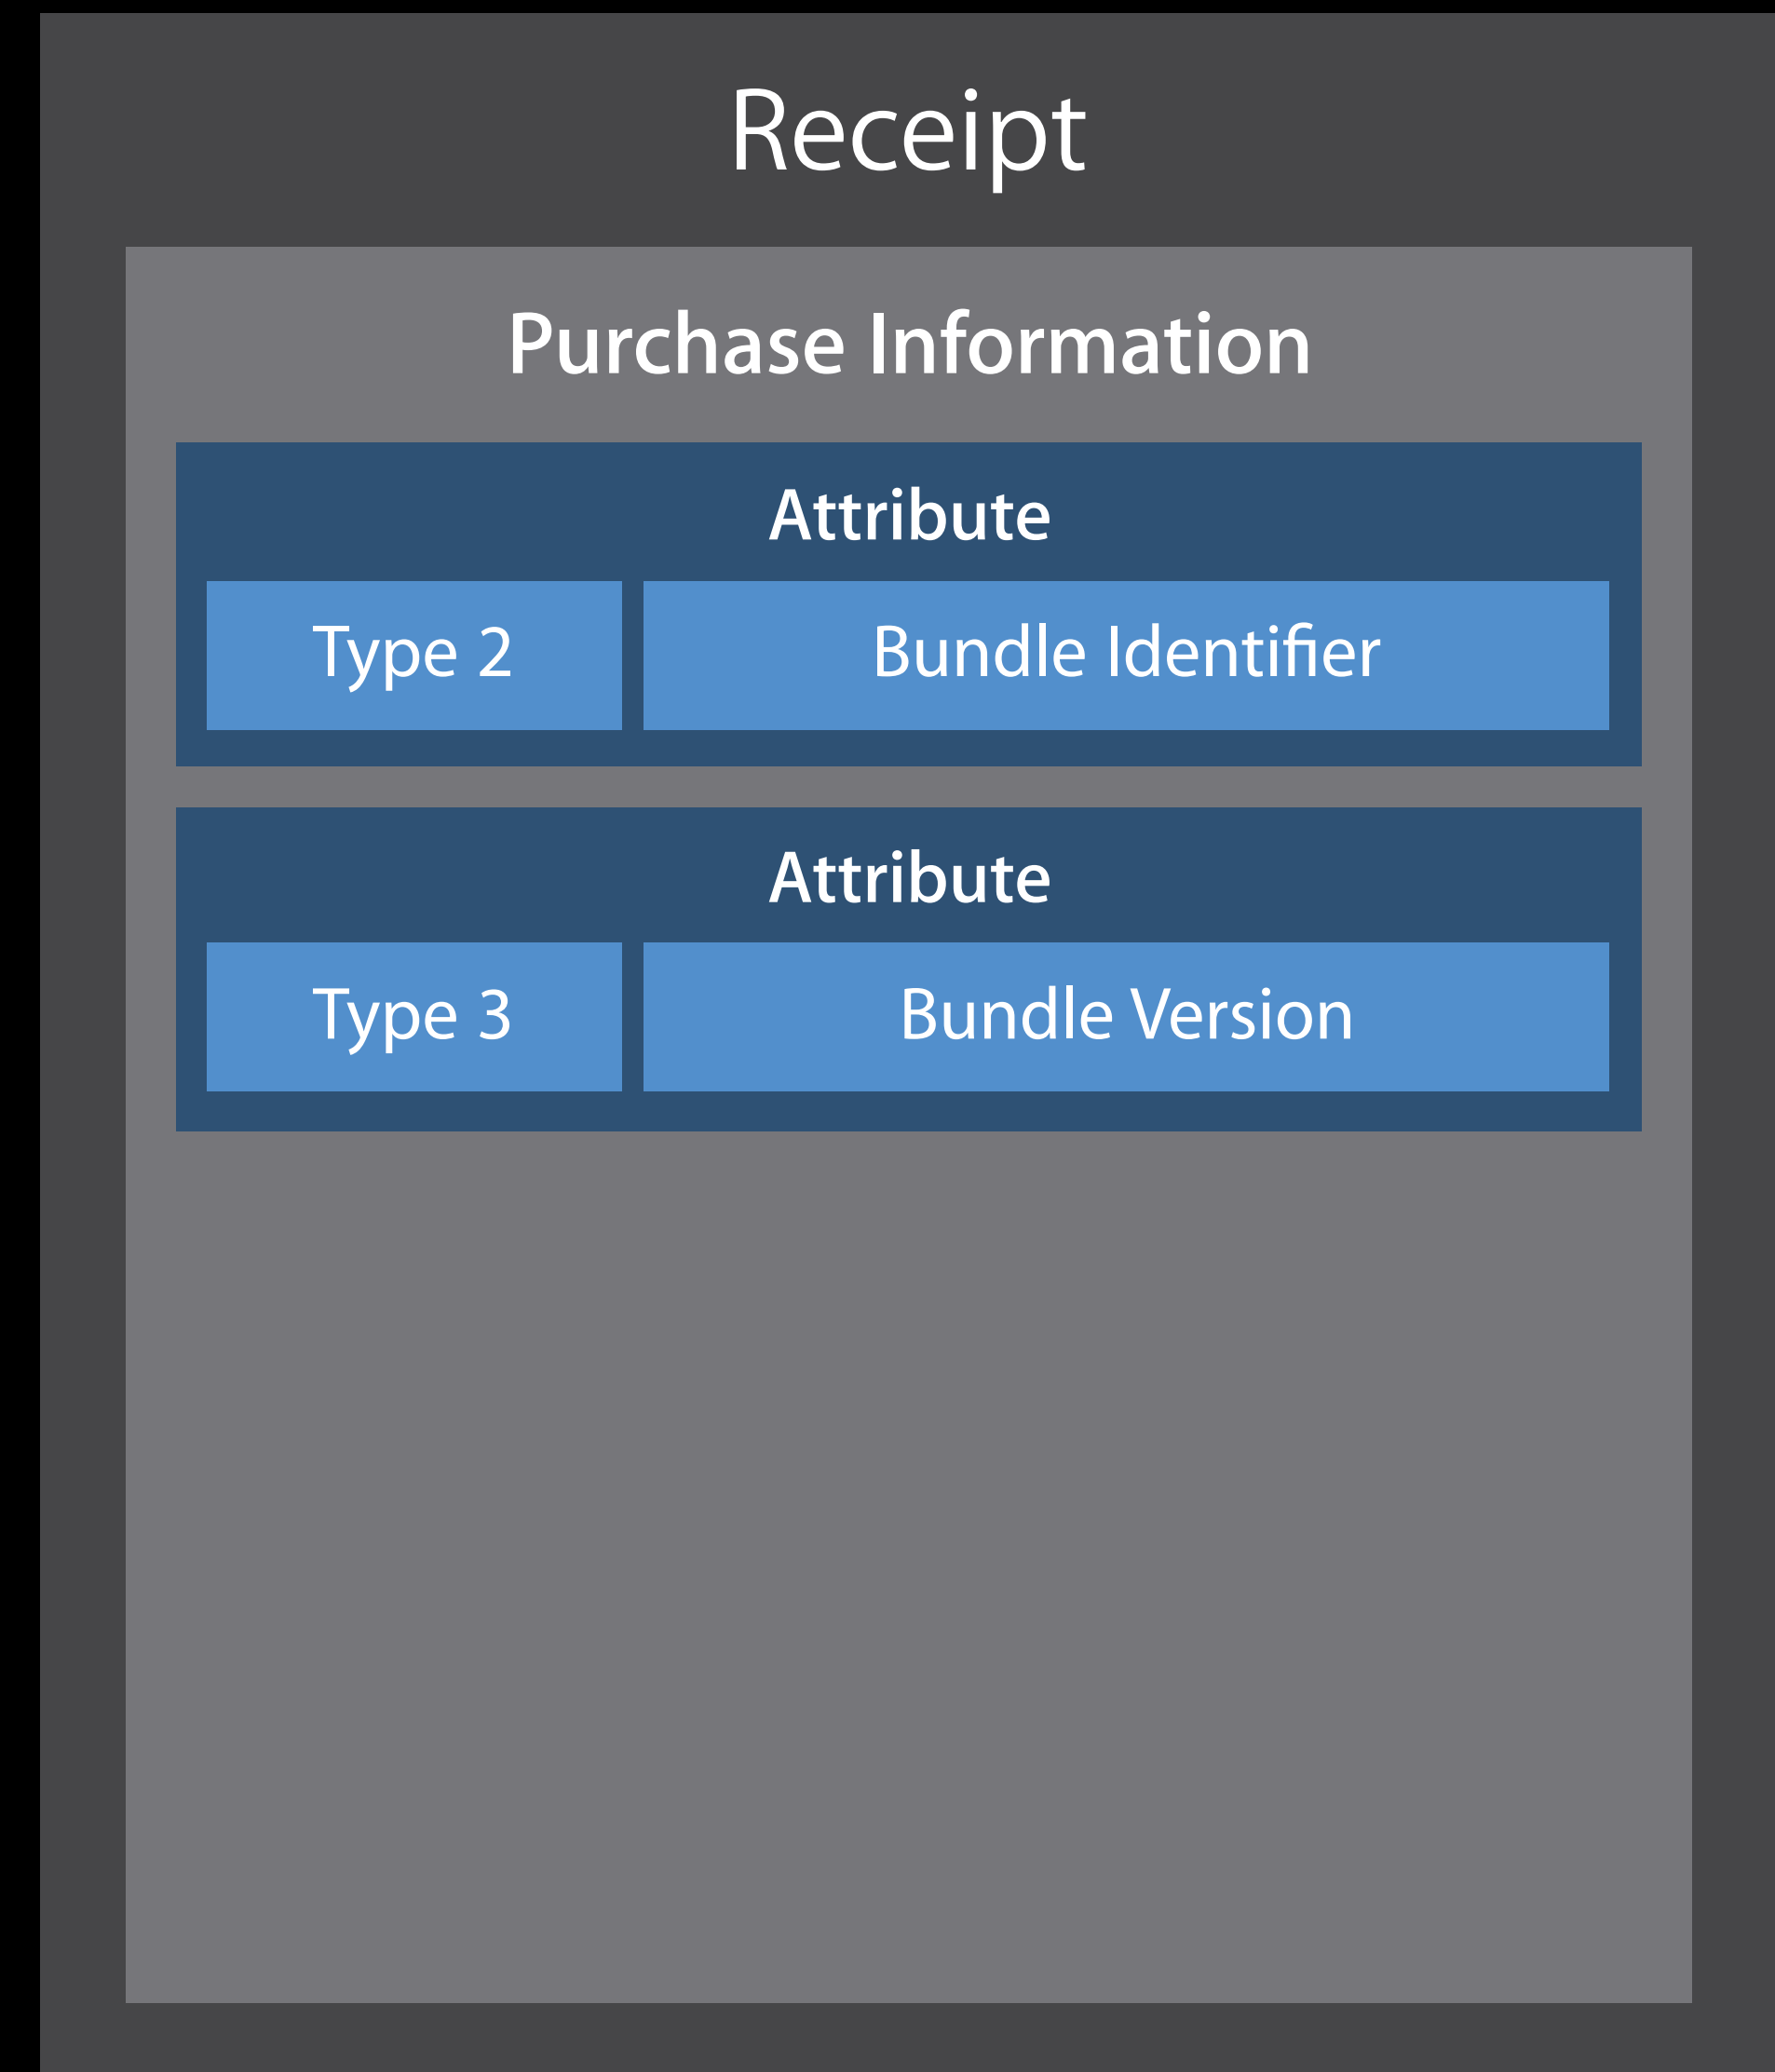 Receipt
Purchase Information
Attribute
Type 2 Bundle Identifier
Attribute
Type 3 Bundle Version